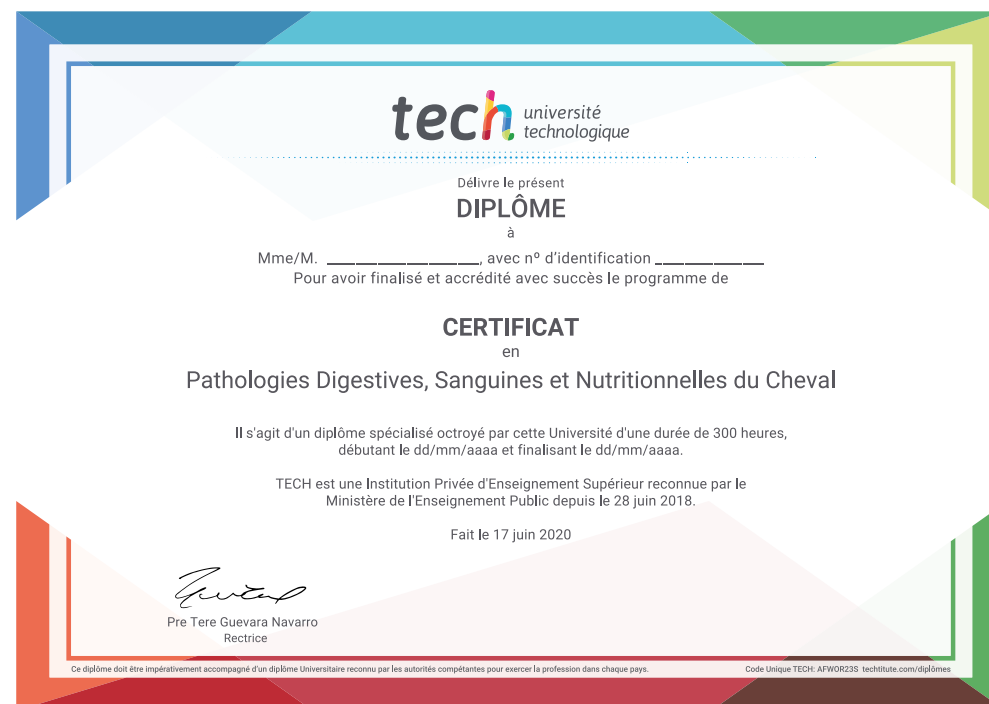 tech université
technologique
Délivre le présent
DIPLÔME
à
Mme/M. __________________, avec nº d'identification ____________
Pour avoir finalisé et accrédité avec succès le programme de
CERTIFICAT
en
Pathologies Digestives, Sanguines et Nutritionnelles du Cheval
Il s'agit d'un diplôme spécialisé octroyé par cette Université d'une durée de 300 heures,
débutant le dd/mm/aaaa et finalisant le dd/mm/aaaa.
TECH est une Institution Privée d'Enseignement Supérieur reconnue par le
Ministère de l'Enseignement Public depuis le 28 juin 2018.
Fait le 17 juin 2020
Pre Tere Guevara Navarro
Rectrice
Ce diplôme doit être impérativement accompagné d'un diplôme Universitaire reconnu par les autorités compétentes pour exercer la profession dans chaque pays.
Code Unique TECH: AFWOR23S techtitute.com/diplômes